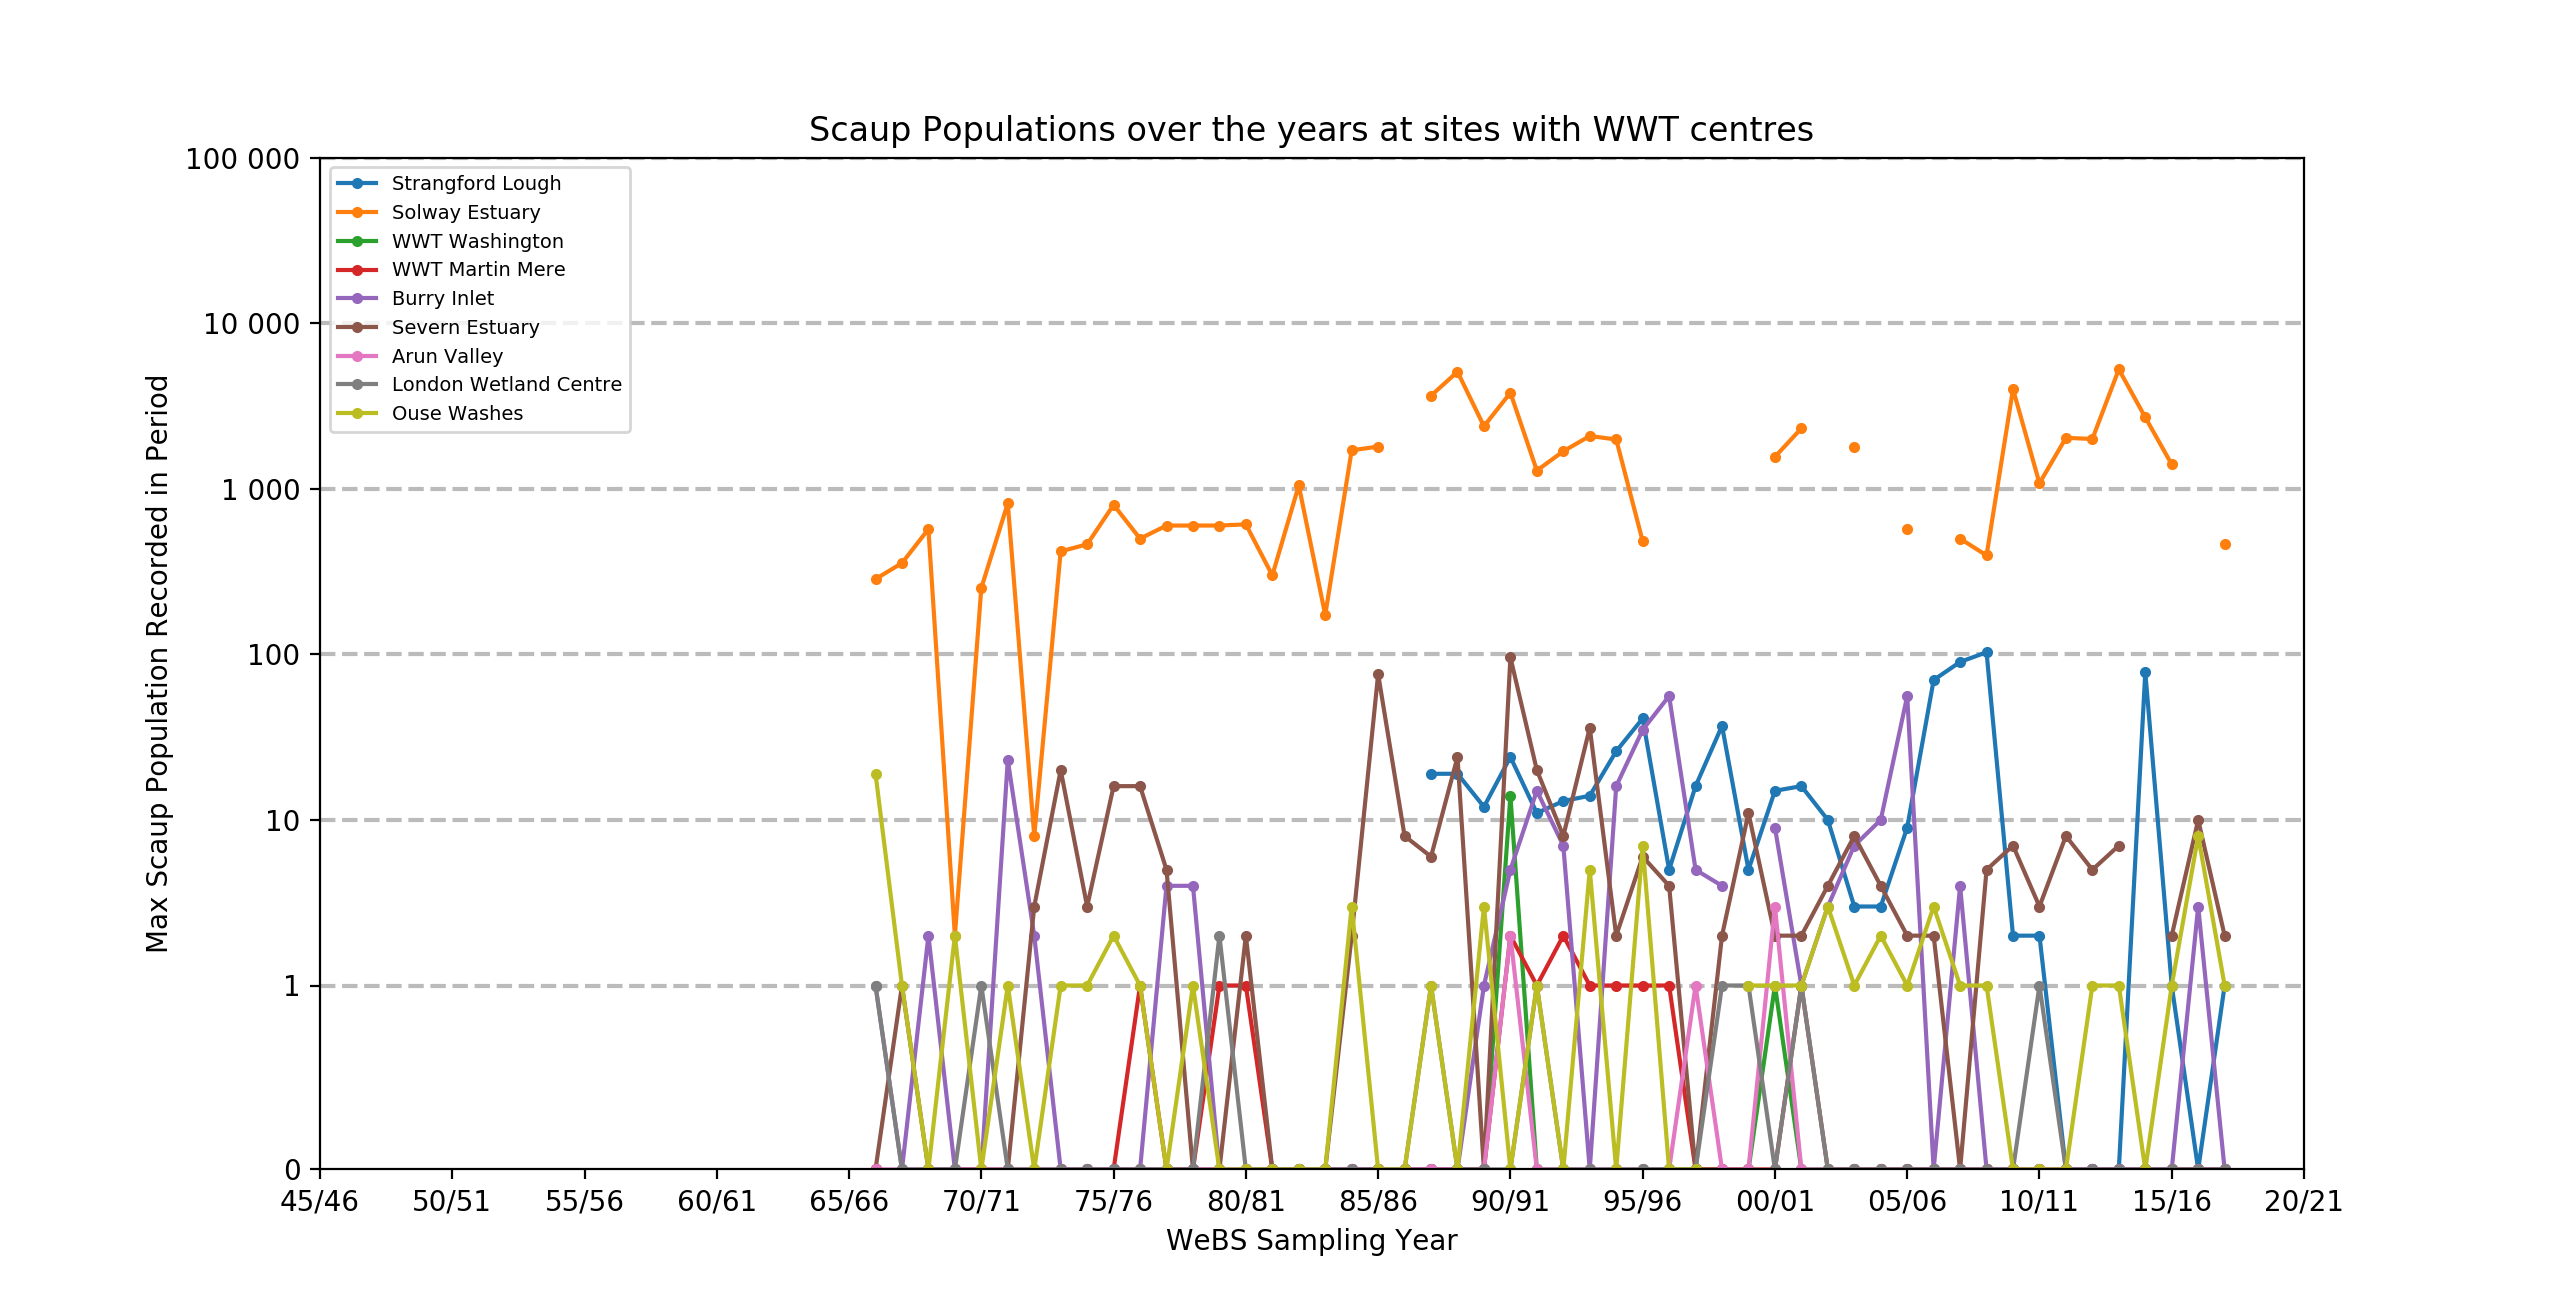 Scaup Populations over the years at sites with WWT centres
100 000
10 000
1 000
100
10
1
0
Max Scaup Population Recorded in Period
Strangford Lough
Solway Estuary
WWT Washington
WWT Martin Mere
Burry Inlet
Severn Estuary
Arun Valley
London Wetland Centre
Ouse Washes
45/46 50/51 55/56 60/61 65/66 70/71 75/76 80/81 85/86 90/91 95/96 00/01 05/06 10/11 15/16 20/21
WeBS Sampling Year